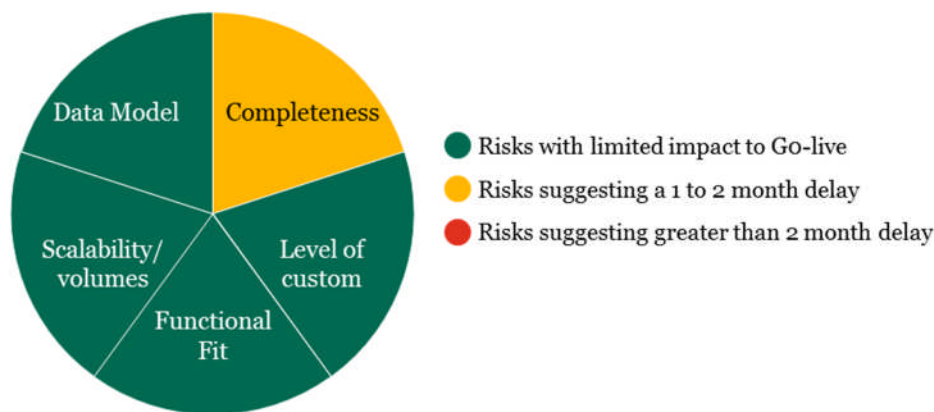 Data Model
Completeness
Scalability/
volumes
Level of
custom
Functional
Fit
Risks with limited impact to Go-live
Risks suggesting a 1 to 2 month delay
Risks suggesting greater than 2 month delay